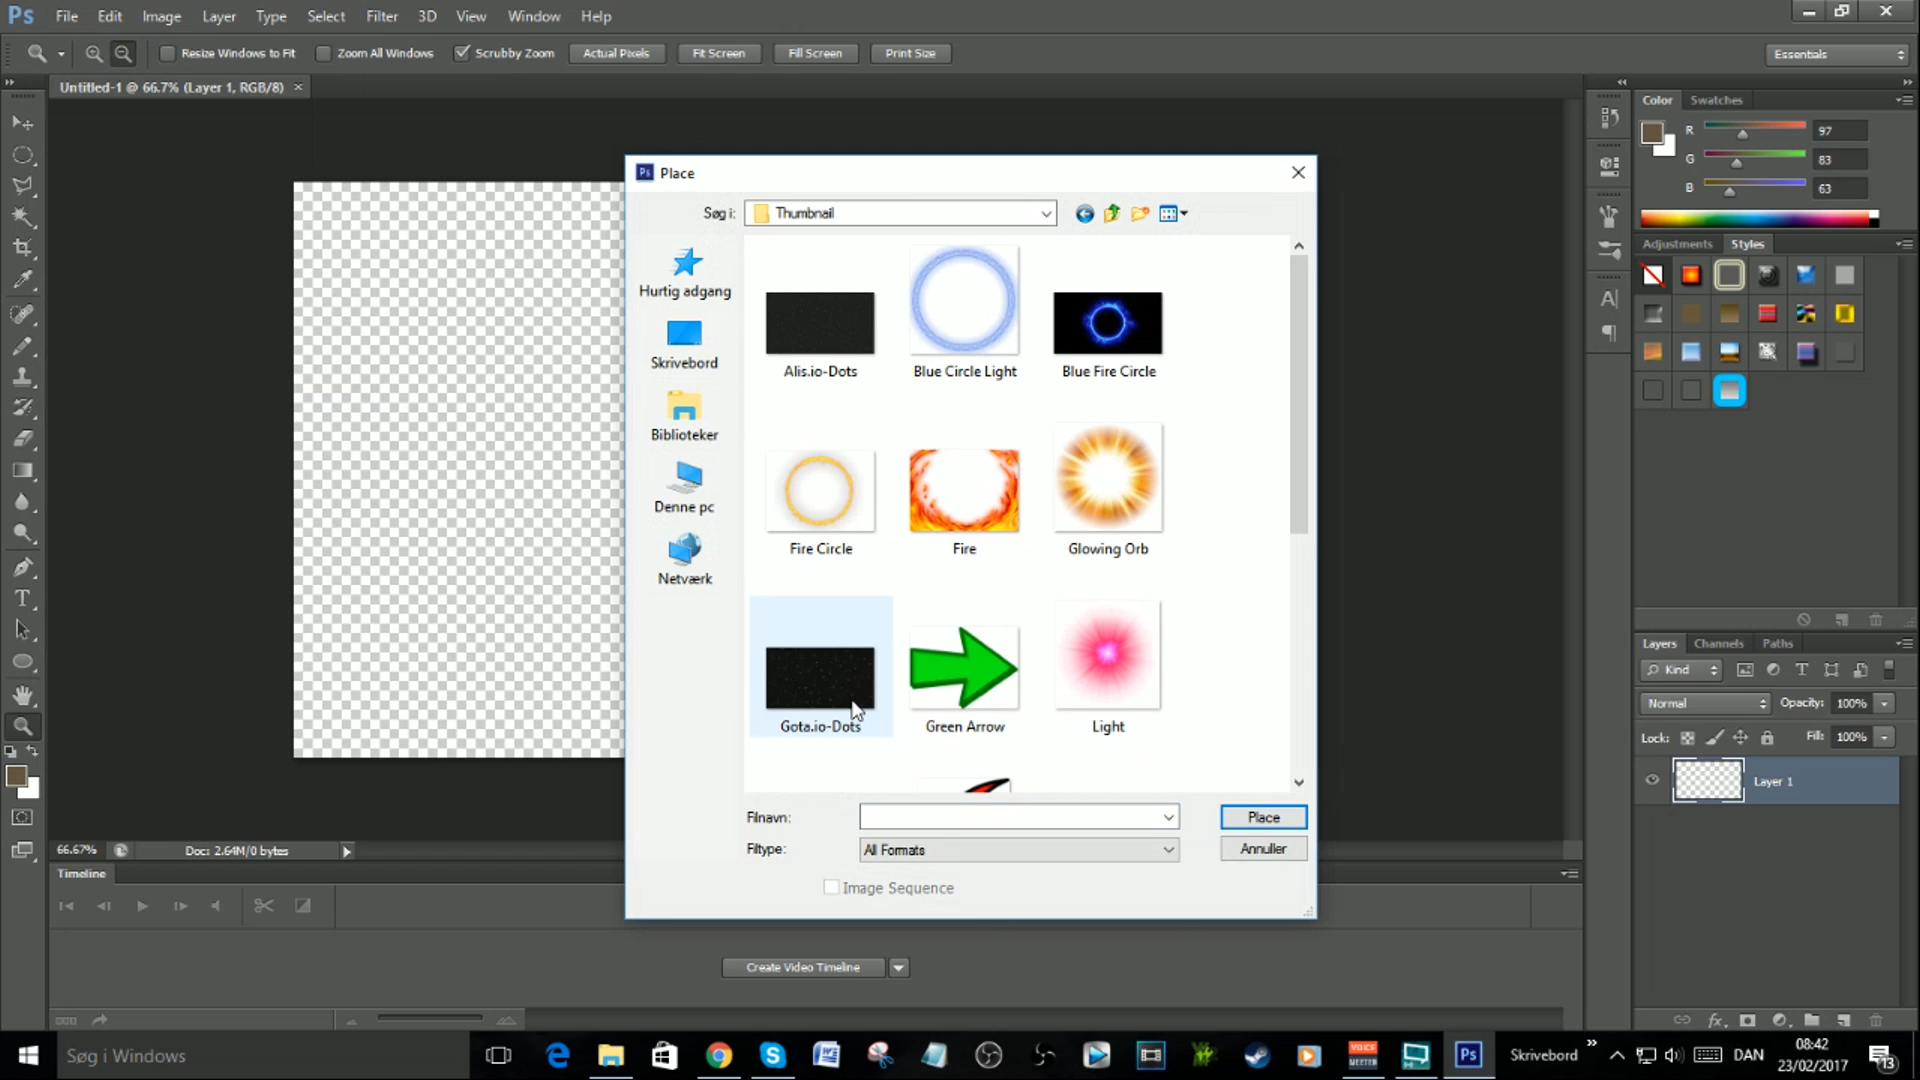 Ps File Edit Image Layer Type Select Filter 3D View Window Help
Resize Windows to Fit Zoom All Windows Scrubby Zoom Actual Pixels Fit Screen Fill Screen Print Size Essentials
Untitled-1 @ 66.7% (Layer 1, RGB/8) ×
Color Swatches
R 97
G 83
B 63
Adjustments Styles
Ps Place
Søg i: Thumbnail
Hurtig adgang
Skrivebord
Biblioteker
Denne pc
Netværk
Alis.io-Dots Blue Circle Light Blue Fire Circle
Fire Circle Fire Glowing Orb
Gota.io-Dots Green Arrow Light
Filnavn: Place
Filtype: All Formats Annuller
Image Sequence
Layers Channels Paths
Kind
Normal Opacity: 100%
Lock: Fill: 100%
Layer 1
66.67% Doc: 2.64M/0 bytes
Timeline
Create Video Timeline
Søg i Windows
VOICE
MEETER
Ps
Skrivebord
DAN
08:42
23/02/2017
13